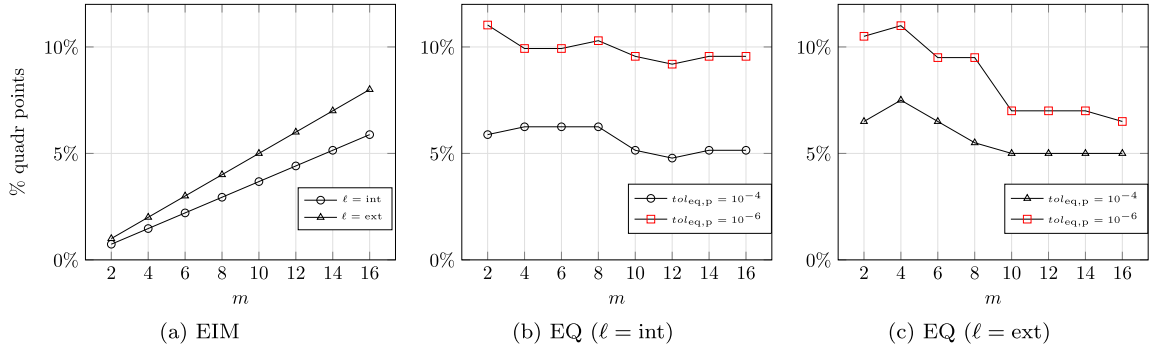 % quadr points
10%
5%
0%
2 4 6 8 10 12 14 16
m
ℓ = int
ℓ = ext
(a) EIM
10%
5%
0%
2 4 6 8 10 12 14 16
m
tol_eq,p = 10^−4
tol_eq,p = 10^−6
(b) EQ (ℓ = int)
10%
5%
0%
2 4 6 8 10 12 14 16
m
tol_eq,p = 10^−4
tol_eq,p = 10^−6
(c) EQ (ℓ = ext)